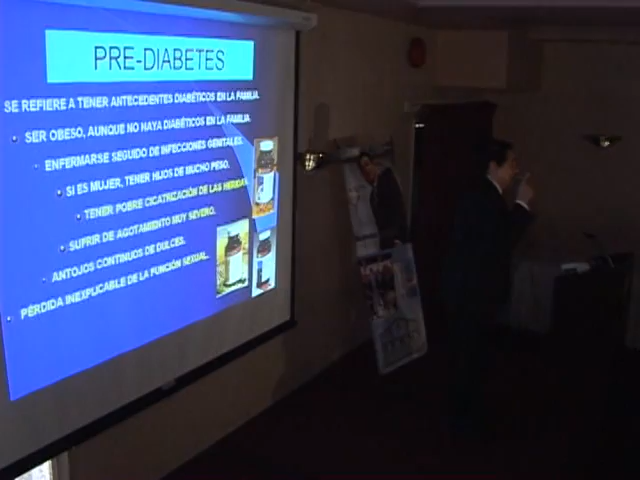 PRE-DIABETES
SE REFIERE A TENER ANTECEDENTES DIABÉTICOS EN LA FAMILIA.
SER OBESO, AUNQUE NO HAYA DIABÉTICOS EN LA FAMILIA.
ENFERMARSE SEGUIDO DE INFECCIONES GENITALES.
SI ES MUJER, TENER HIJOS DE MUCHO PESO.
TENER POBRE CICATRIZACIÓN DE LAS HERIDAS.
SUFRIR DE AGOTAMIENTO MUY SEVERO.
ANTOJOS CONTINUOS DE DULCES.
PÉRDIDA INEXPLICABLE DE LA FUNCIÓN SEXUAL.